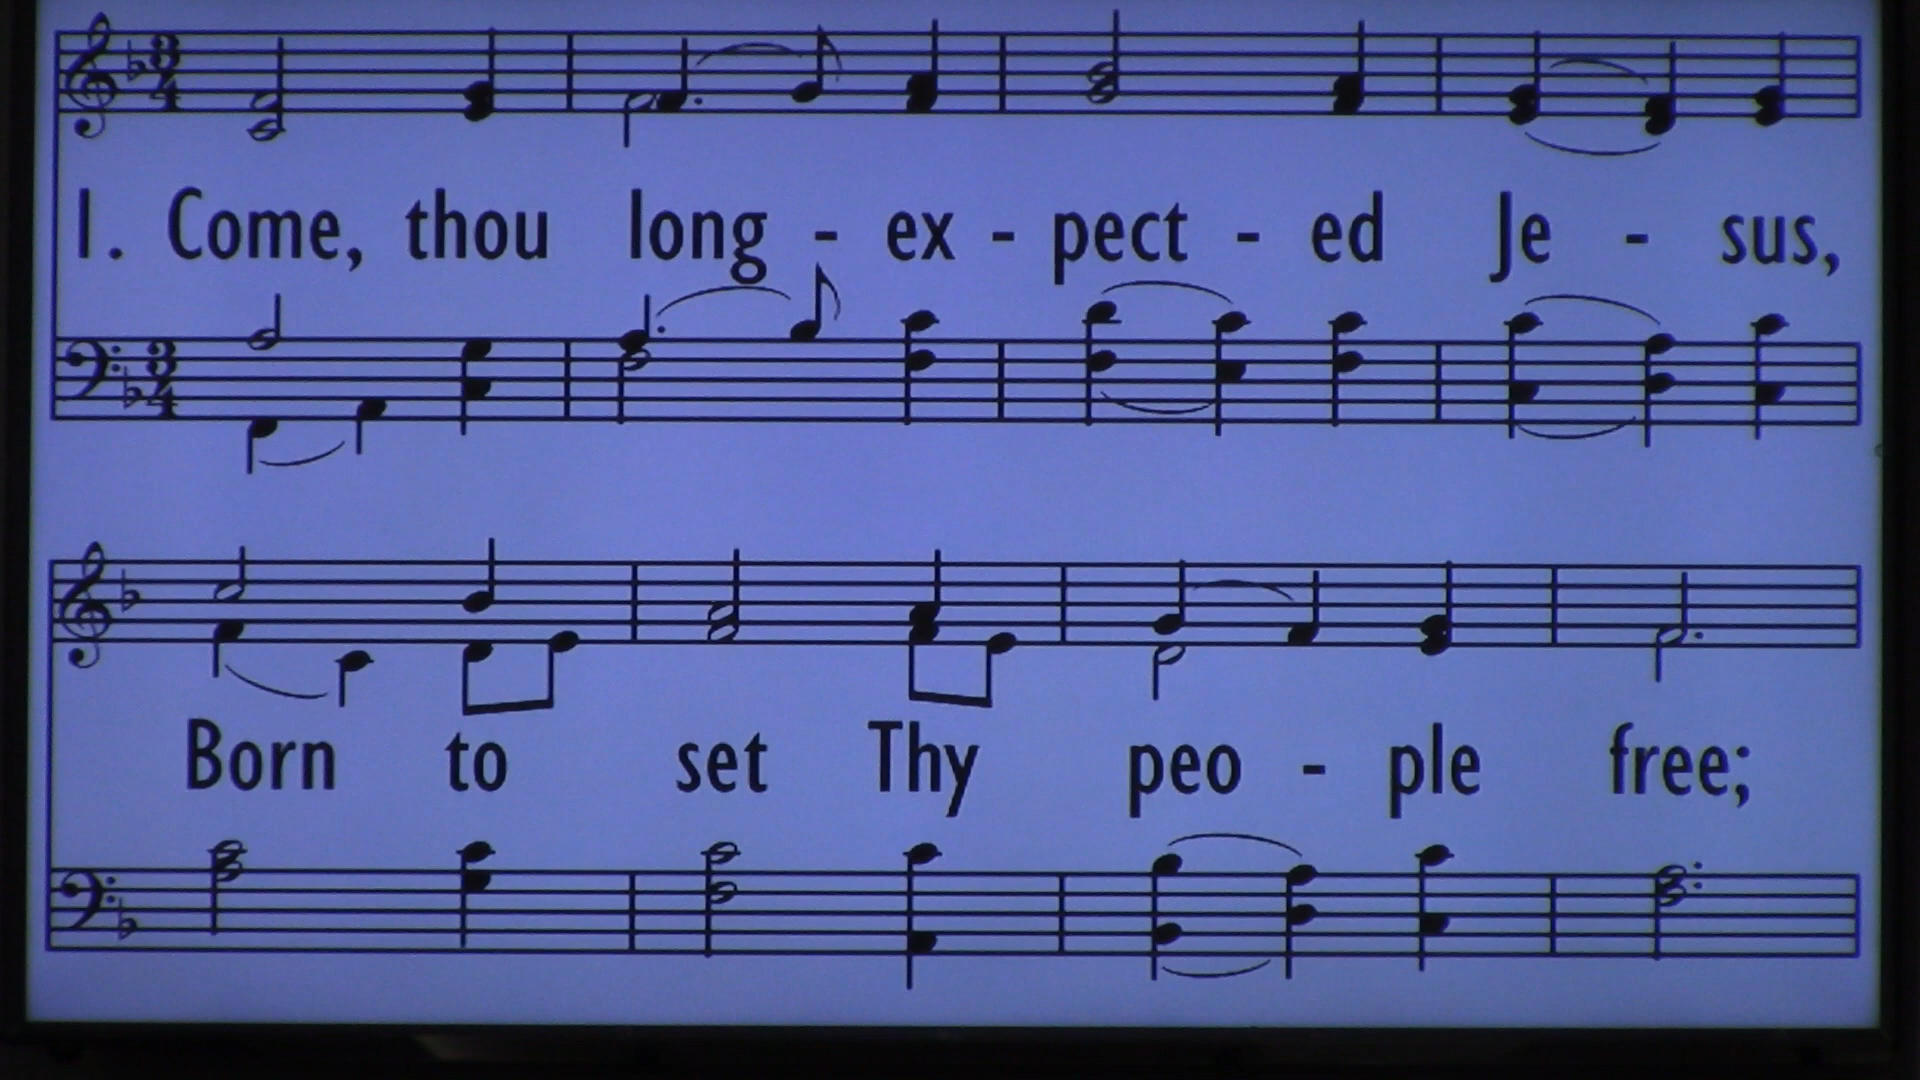 1. Come, thou long - ex - pect - ed Je - sus,
Born to set Thy peo - ple free;